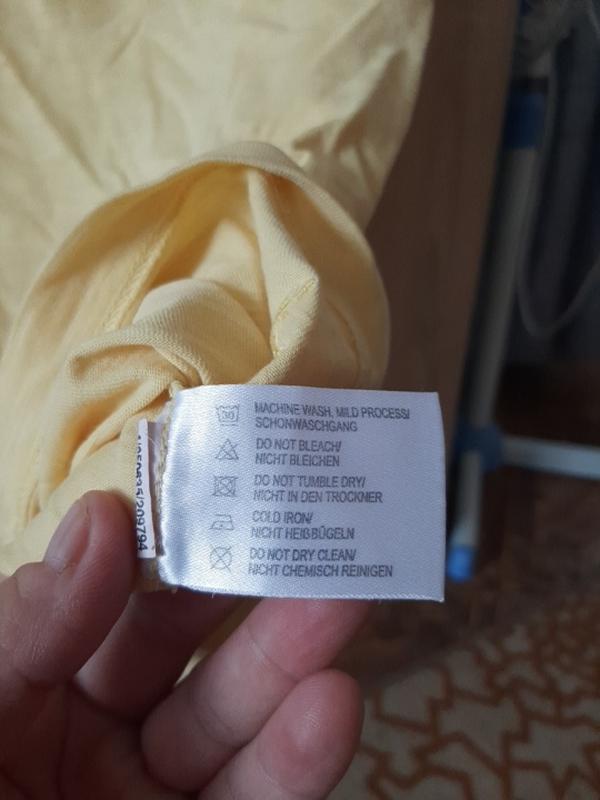 30
MACHINE WASH, MILD PROCESS/
SCHONWASCHGANG
DO NOT BLEACH/
NICHT BLEICHEN
DO NOT TUMBLE DRY/
NICHT IN DEN TROCKNER
COLD IRON/
NICHT HEIßBÜGELN
DO NOT DRY CLEAN/
NICHT CHEMISCH REINIGEN